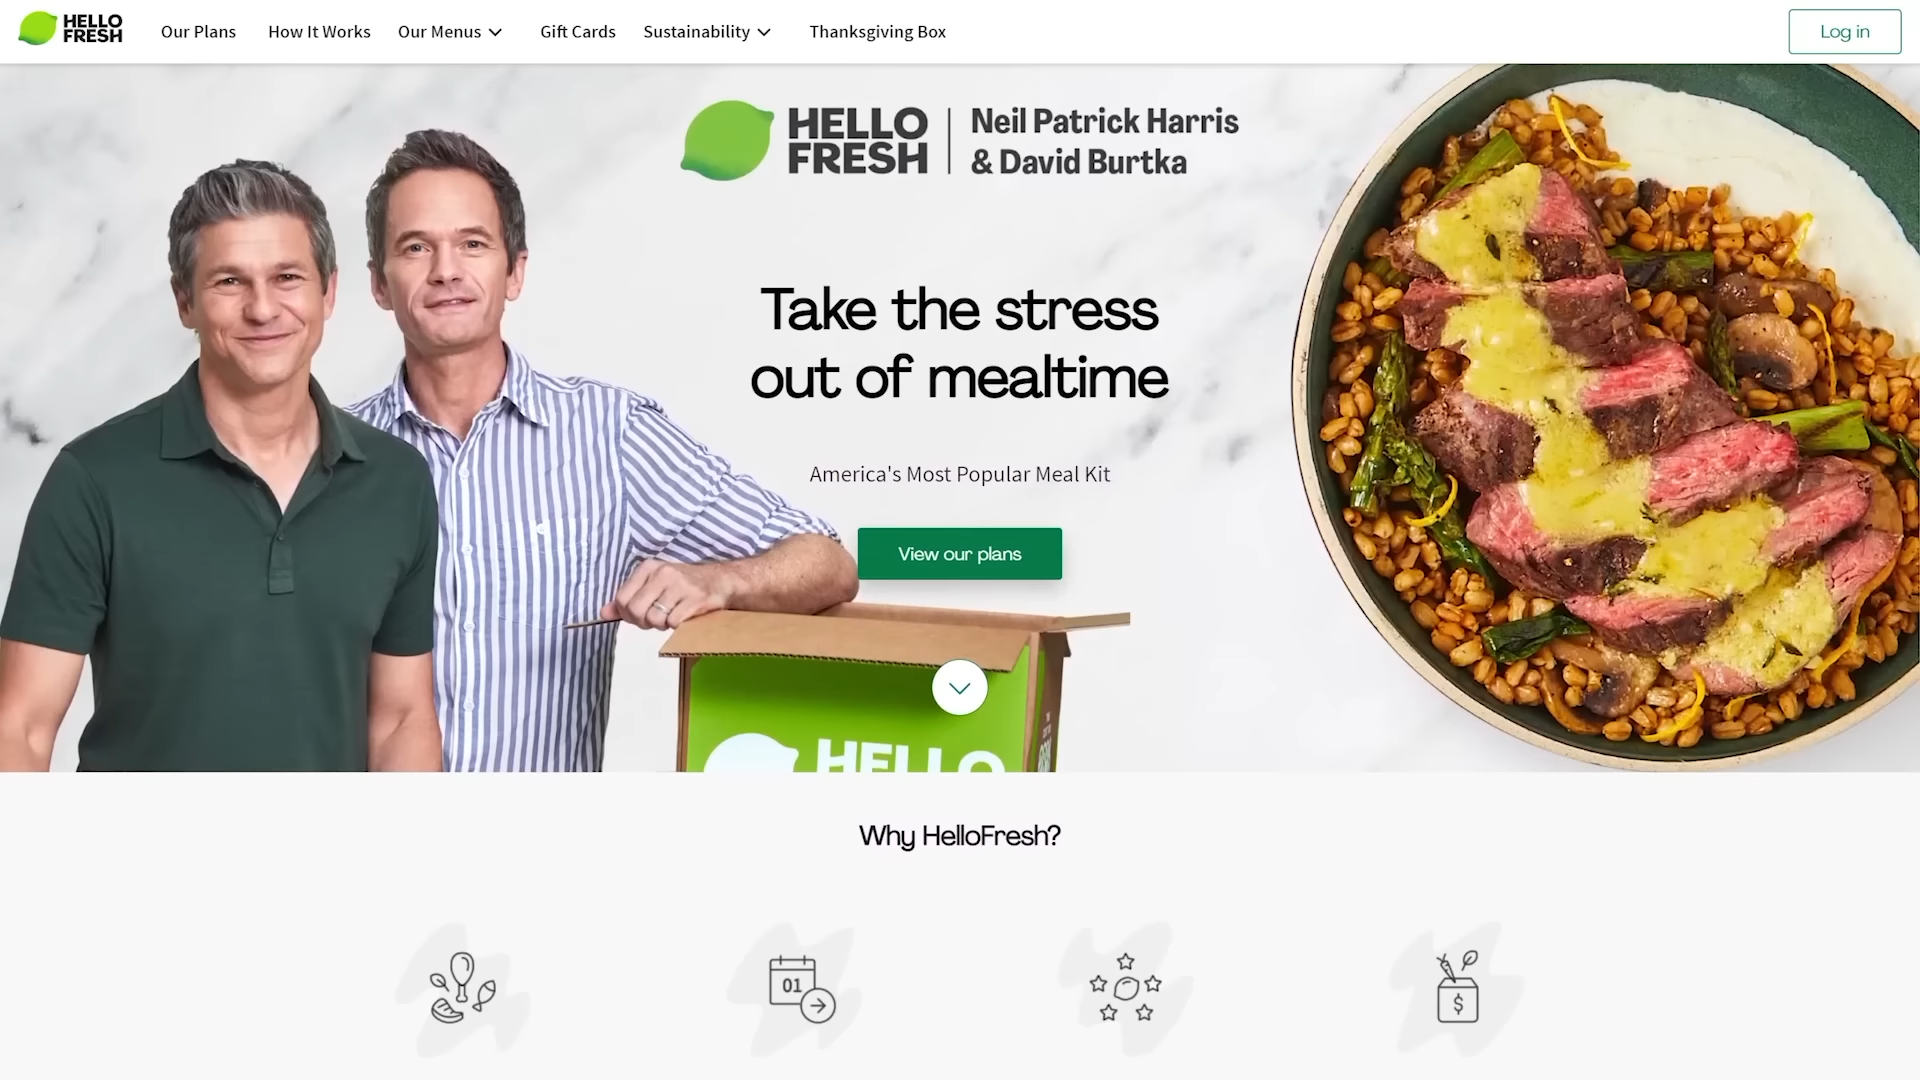 HELLO
FRESH
Our Plans
How It Works
Our Menus
Gift Cards
Sustainability
Thanksgiving Box
Log in
HELLO
FRESH
Neil Patrick Harris
& David Burtka
Take the stress
out of mealtime
America's Most Popular Meal Kit
View our plans
HELLO
Why HelloFresh?
01
$